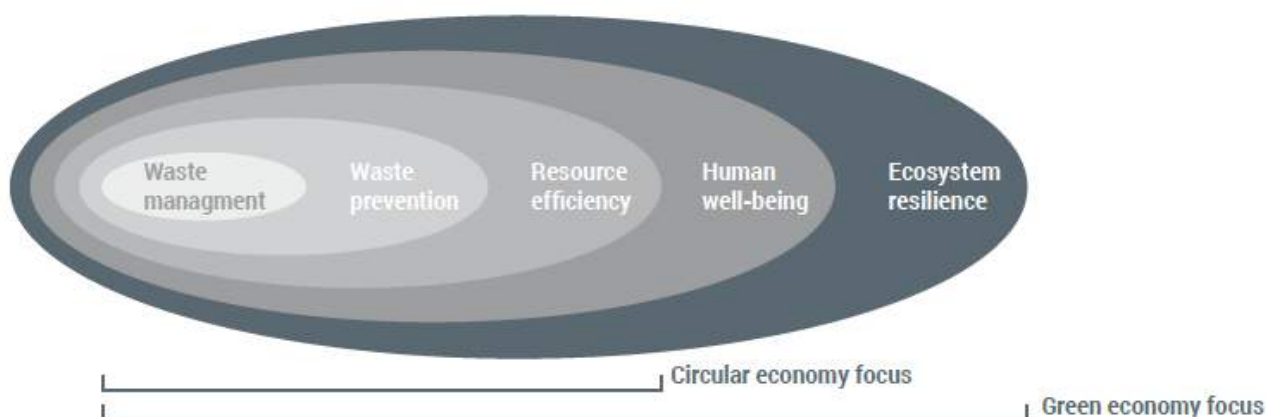 Waste
managment
Waste
prevention
Resource
efficiency
Human
well-being
Ecosystem
resilience
Circular economy focus
Green economy focus